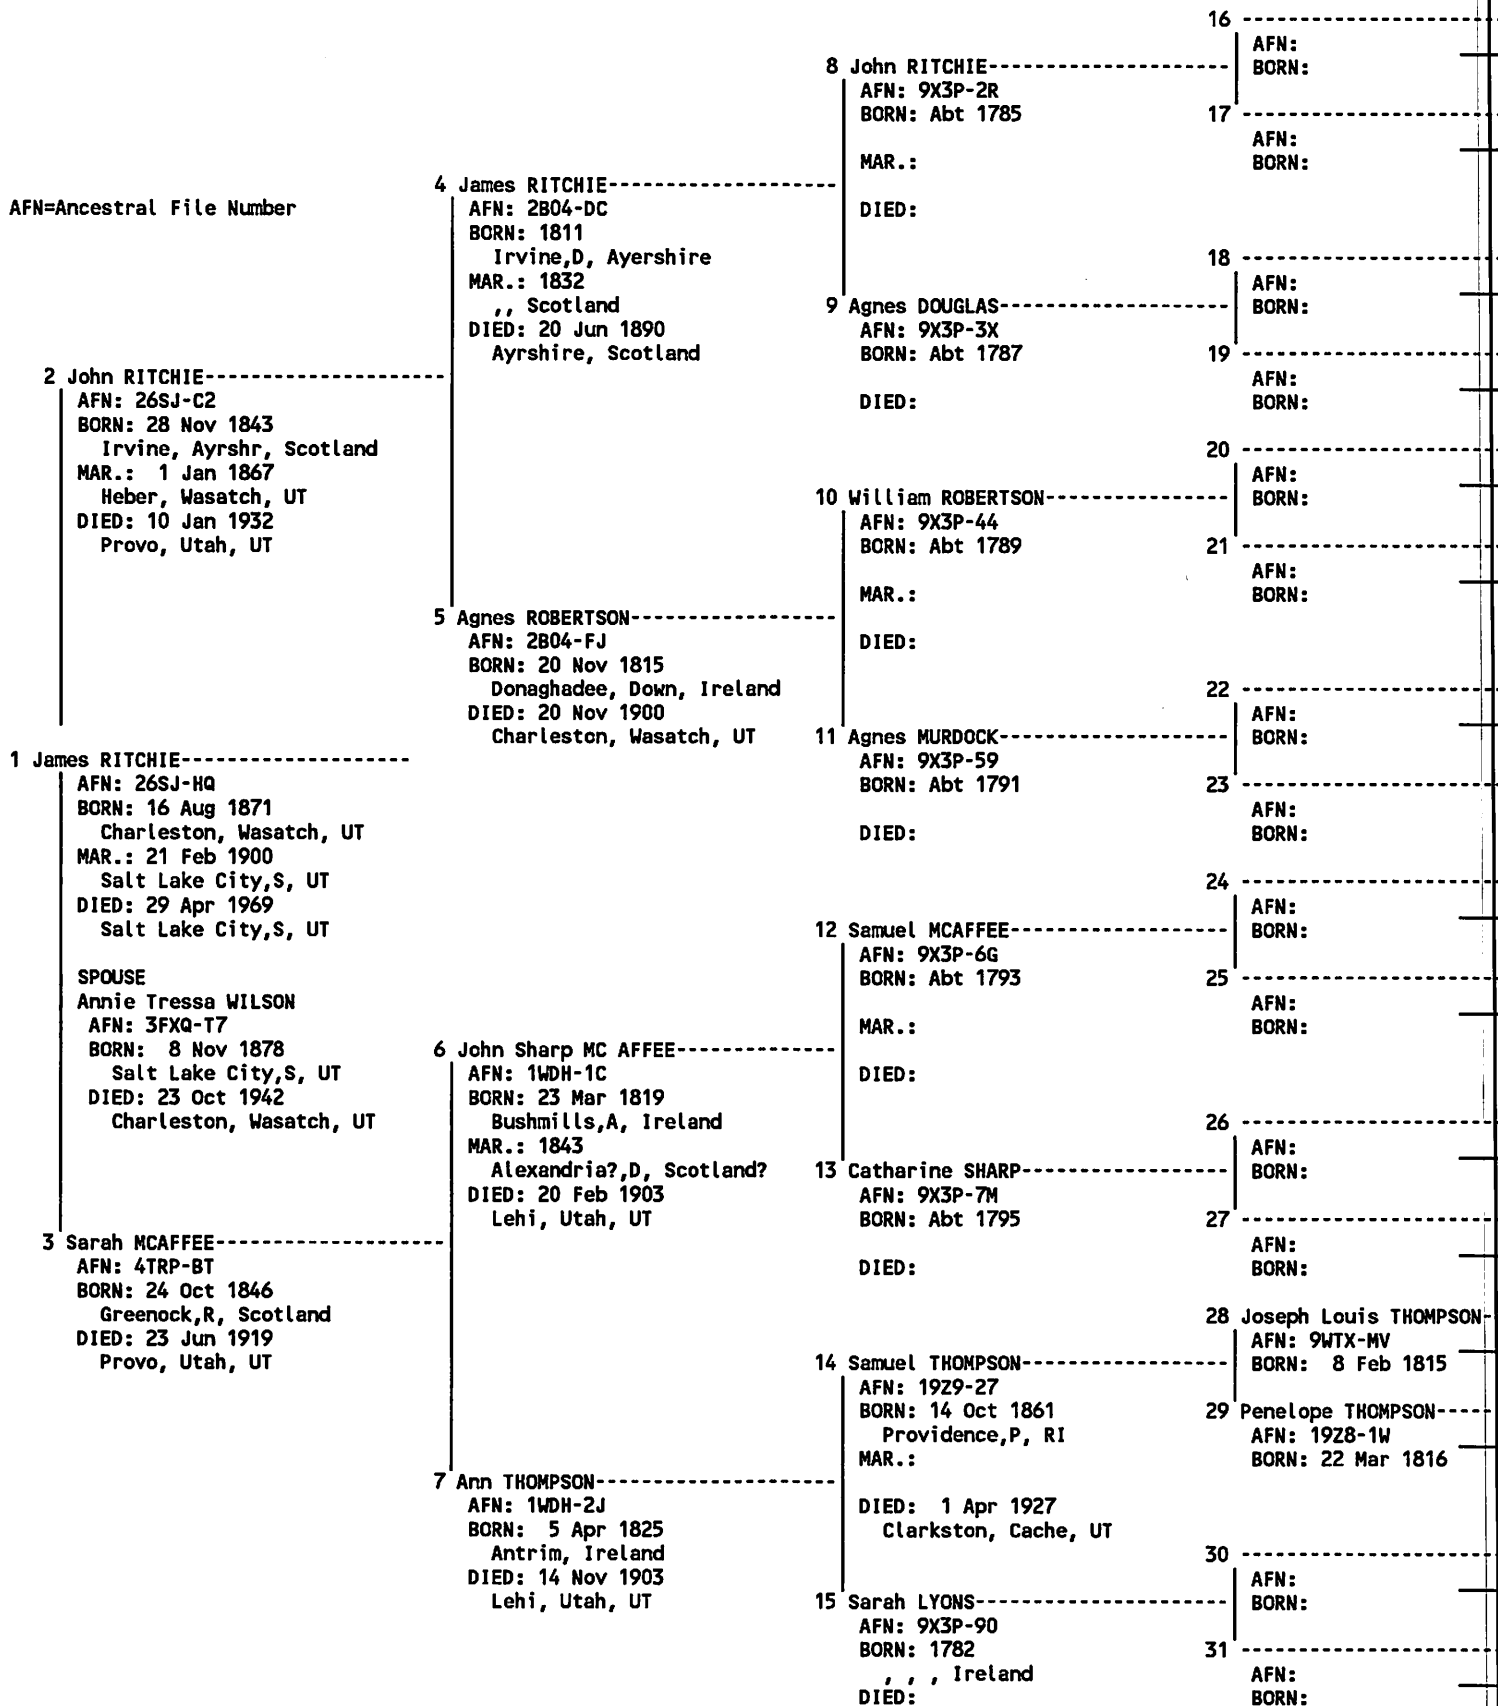 AFN=Ancestral File Number
1 James RITCHIE-------------------
AFN: 26SJ-HQ
BORN: 16 Aug 1871
Charleston, Wasatch, UT
MAR.: 21 Feb 1900
Salt Lake City,S, UT
DIED: 29 Apr 1969
Salt Lake City,S, UT
SPOUSE
Annie Tressa WILSON
AFN: 3FXQ-T7
BORN:  8 Nov 1878
Salt Lake City,S, UT
DIED: 23 Oct 1942
Charleston, Wasatch, UT
2 John RITCHIE--------------------
AFN: 26SJ-C2
BORN: 28 Nov 1843
Irvine, Ayrshr, Scotland
MAR.:  1 Jan 1867
Heber, Wasatch, UT
DIED: 10 Jan 1932
Provo, Utah, UT
3 Sarah MCAFFEE-------------------
AFN: 4TRP-BT
BORN: 24 Oct 1846
Greenock,R, Scotland
DIED: 23 Jun 1919
Provo, Utah, UT
4 James RITCHIE-------------------
AFN: 2B04-DC
BORN: 1811
Irvine,D, Ayershire
MAR.: 1832
,, Scotland
DIED: 20 Jun 1890
Ayrshire, Scotland
5 Agnes ROBERTSON-----------------
AFN: 2B04-FJ
BORN: 20 Nov 1815
Donaghadee, Down, Ireland
DIED: 20 Nov 1900
Charleston, Wasatch, UT
6 John Sharp MC AFFEE-------------
AFN: 1WDH-1C
BORN: 23 Mar 1819
Bushmills,A, Ireland
MAR.: 1843
Alexandria?,D, Scotland?
DIED: 20 Feb 1903
Lehi, Utah, UT
7 Ann THOMPSON--------------------
AFN: 1WDH-2J
BORN:  5 Apr 1825
Antrim, Ireland
DIED: 14 Nov 1903
Lehi, Utah, UT
8 John RITCHIE--------------------
AFN: 9X3P-2R
BORN: Abt 1785
MAR.:
DIED:
9 Agnes DOUGLAS-------------------
AFN: 9X3P-3X
BORN: Abt 1787
DIED:
10 William ROBERTSON---------------
AFN: 9X3P-44
BORN: Abt 1789
MAR.:
DIED:
11 Agnes MURDOCK-------------------
AFN: 9X3P-59
BORN: Abt 1791
DIED:
12 Samuel MCAFFEE------------------
AFN: 9X3P-6G
BORN: Abt 1793
MAR.:
DIED:
13 Catharine SHARP-----------------
AFN: 9X3P-7M
BORN: Abt 1795
DIED:
14 Samuel THOMPSON-----------------
AFN: 19Z9-27
BORN: 14 Oct 1861
Providence,P, RI
MAR.:
DIED:  1 Apr 1927
Clarkston, Cache, UT
15 Sarah LYONS---------------------
AFN: 9X3P-90
BORN: 1782
, , , Ireland
DIED:
16 ---------------------
AFN:
BORN:
17 ---------------------
AFN:
BORN:
18 ---------------------
AFN:
BORN:
19 ---------------------
AFN:
BORN:
20 ---------------------
AFN:
BORN:
21 ---------------------
AFN:
BORN:
22 ---------------------
AFN:
BORN:
23 ---------------------
AFN:
BORN:
24 ---------------------
AFN:
BORN:
25 ---------------------
AFN:
BORN:
26 ---------------------
AFN:
BORN:
27 ---------------------
AFN:
BORN:
28 Joseph Louis THOMPSON-
AFN: 9WTX-MV
BORN:  8 Feb 1815
29 Penelope THOMPSON-----
AFN: 19Z8-1W
BORN: 22 Mar 1816
30 ---------------------
AFN:
BORN:
31 ---------------------
AFN:
BORN: